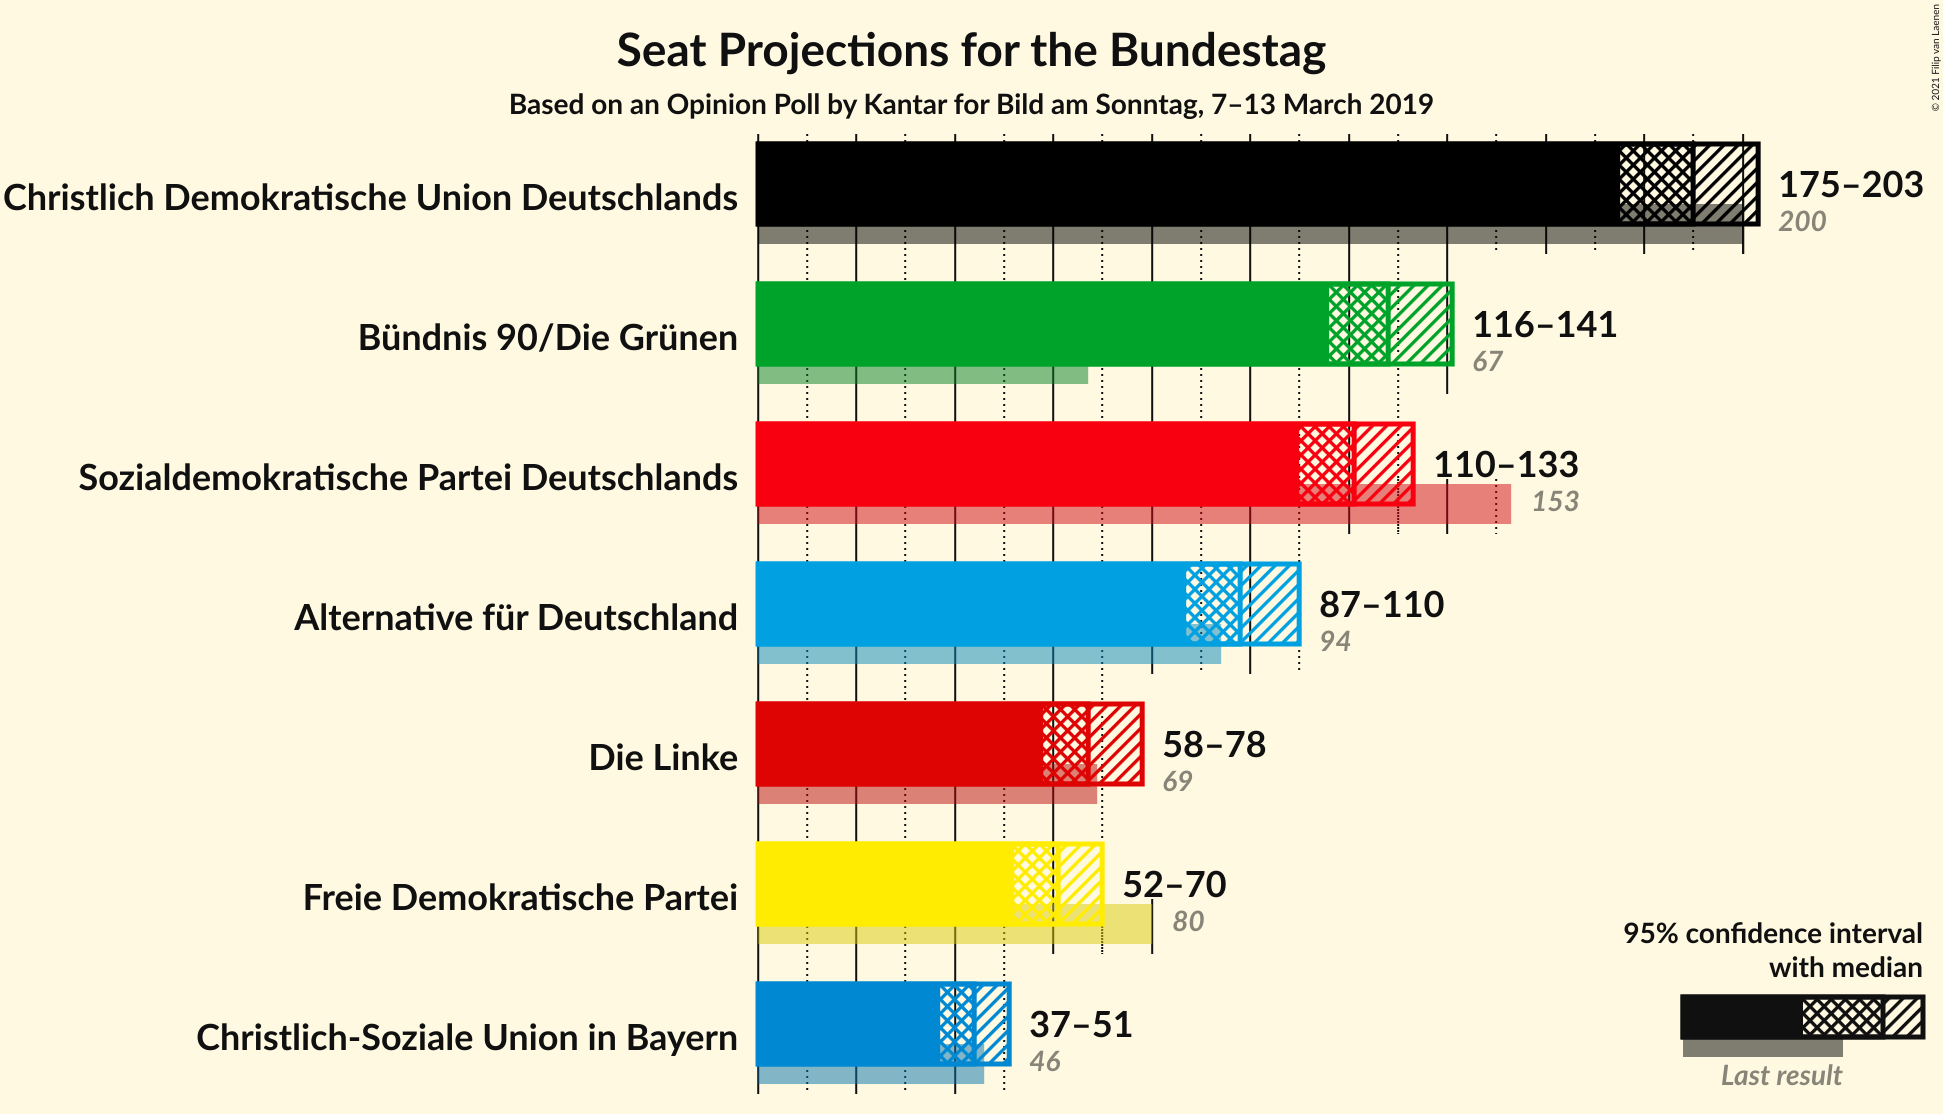 Seat Projections for the Bundestag
Based on an Opinion Poll by Kantar for Bild am Sonntag, 7–13 March 2019
© 2021 Filip van Laenen
Christlich Demokratische Union Deutschlands
175–203
200
Bündnis 90/Die Grünen
116–141
67
Sozialdemokratische Partei Deutschlands
110–133
153
Alternative für Deutschland
87–110
94
Die Linke
58–78
69
Freie Demokratische Partei
52–70
80
Christlich-Soziale Union in Bayern
37–51
46
95% confidence interval
with median
Last result